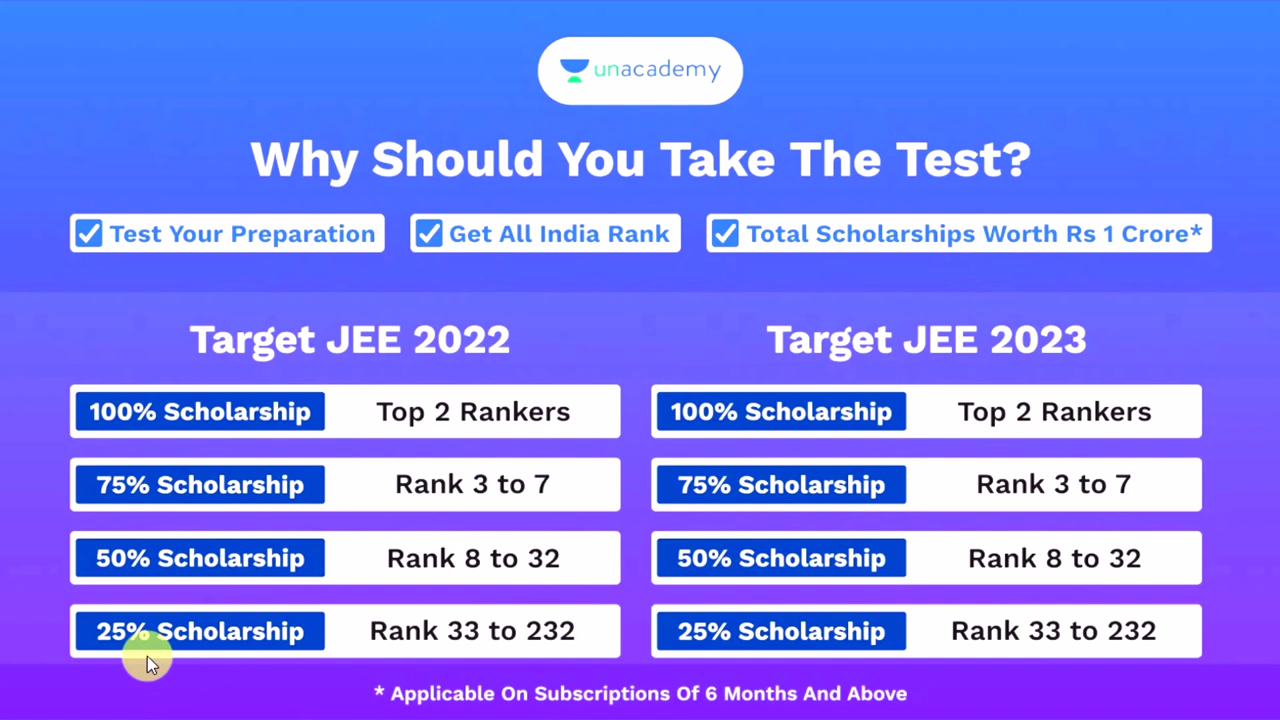 unacademy
Why Should You Take The Test?
Test Your Preparation
Get All India Rank
Total Scholarships Worth Rs 1 Crore*
Target JEE 2022
100% Scholarship Top 2 Rankers
75% Scholarship Rank 3 to 7
50% Scholarship Rank 8 to 32
25% Scholarship Rank 33 to 232
Target JEE 2023
100% Scholarship Top 2 Rankers
75% Scholarship Rank 3 to 7
50% Scholarship Rank 8 to 32
25% Scholarship Rank 33 to 232
* Applicable On Subscriptions Of 6 Months And Above